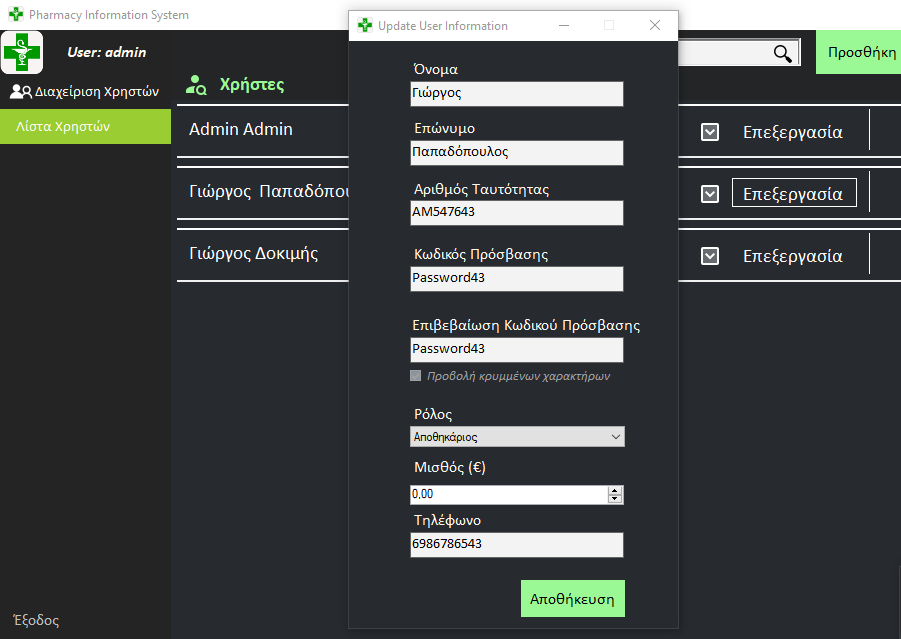 Pharmacy Information System
User: admin
Διαχείριση Χρηστών
Λίστα Χρηστών
Έξοδος
Χρήστες
Προσθήκη
Admin Admin
Επεξεργασία
Γιώργος Παπαδόπου
Επεξεργασία
Γιώργος Δοκιμής
Επεξεργασία
Update User Information
Όνομα
Γιώργος
Επώνυμο
Παπαδόπουλος
Αριθμός Ταυτότητας
ΑΜ547643
Κωδικός Πρόσβασης
Password43
Επιβεβαίωση Κωδικού Πρόσβασης
Password43
Προβολή κρυμμένων χαρακτήρων
Ρόλος
Αποθηκάριος
Μισθός (€)
0,00
Τηλέφωνο
6986786543
Αποθήκευση